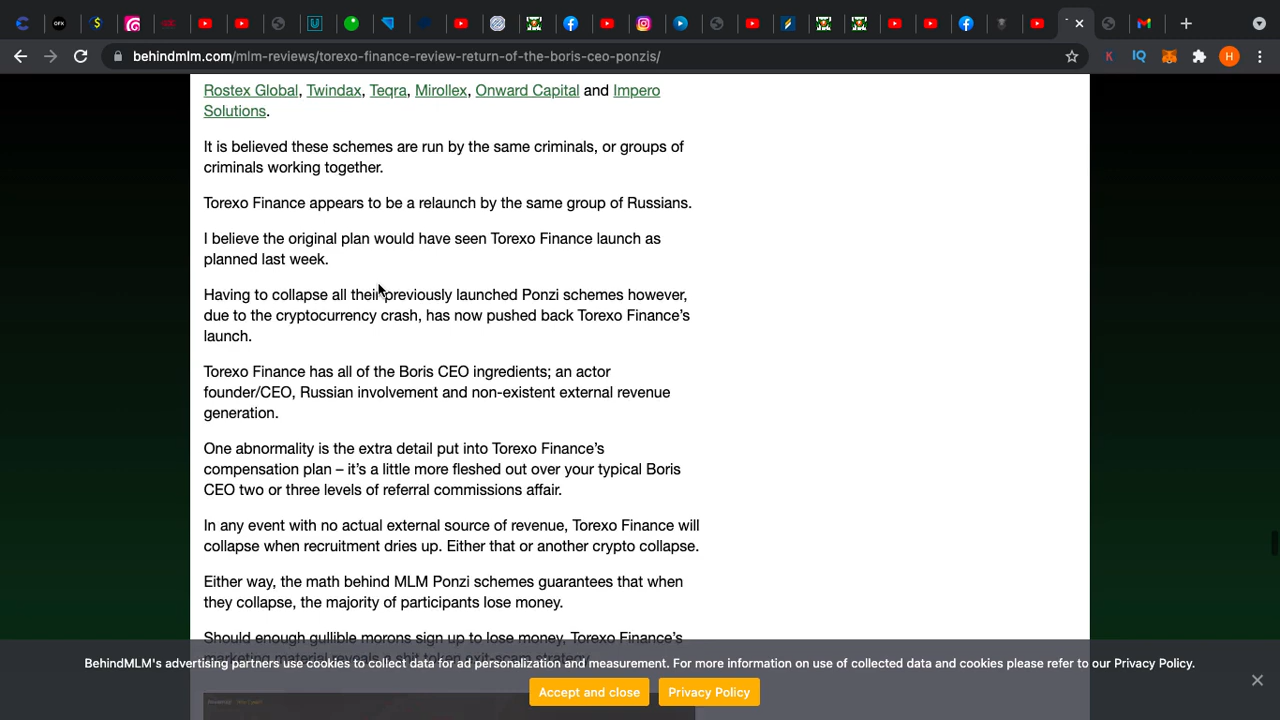 behindmlm.com/mlm-reviews/torexo-finance-review-return-of-the-boris-ceo-ponzis/
Rostex Global, Twindax, Teqra, Mirollex, Onward Capital and Impero
Solutions.
It is believed these schemes are run by the same criminals, or groups of
criminals working together.
Torexo Finance appears to be a relaunch by the same group of Russians.
I believe the original plan would have seen Torexo Finance launch as
planned last week.
Having to collapse all their previously launched Ponzi schemes however,
due to the cryptocurrency crash, has now pushed back Torexo Finance's
launch.
Torexo Finance has all of the Boris CEO ingredients; an actor
founder/CEO, Russian involvement and non-existent external revenue
generation.
One abnormality is the extra detail put into Torexo Finance's
compensation plan – it's a little more fleshed out over your typical Boris
CEO two or three levels of referral commissions affair.
In any event with no actual external source of revenue, Torexo Finance will
collapse when recruitment dries up. Either that or another crypto collapse.
Either way, the math behind MLM Ponzi schemes guarantees that when
they collapse, the majority of participants lose money.
Should enough gullible morons sign up to lose money, Torexo Finance's
marketing material reveals a shit token exit-scam strategy.
BehindMLM's advertising partners use cookies to collect data for ad personalization and measurement. For more information on use of collected data and cookies please refer to our Privacy Policy.
Accept and close
Privacy Policy